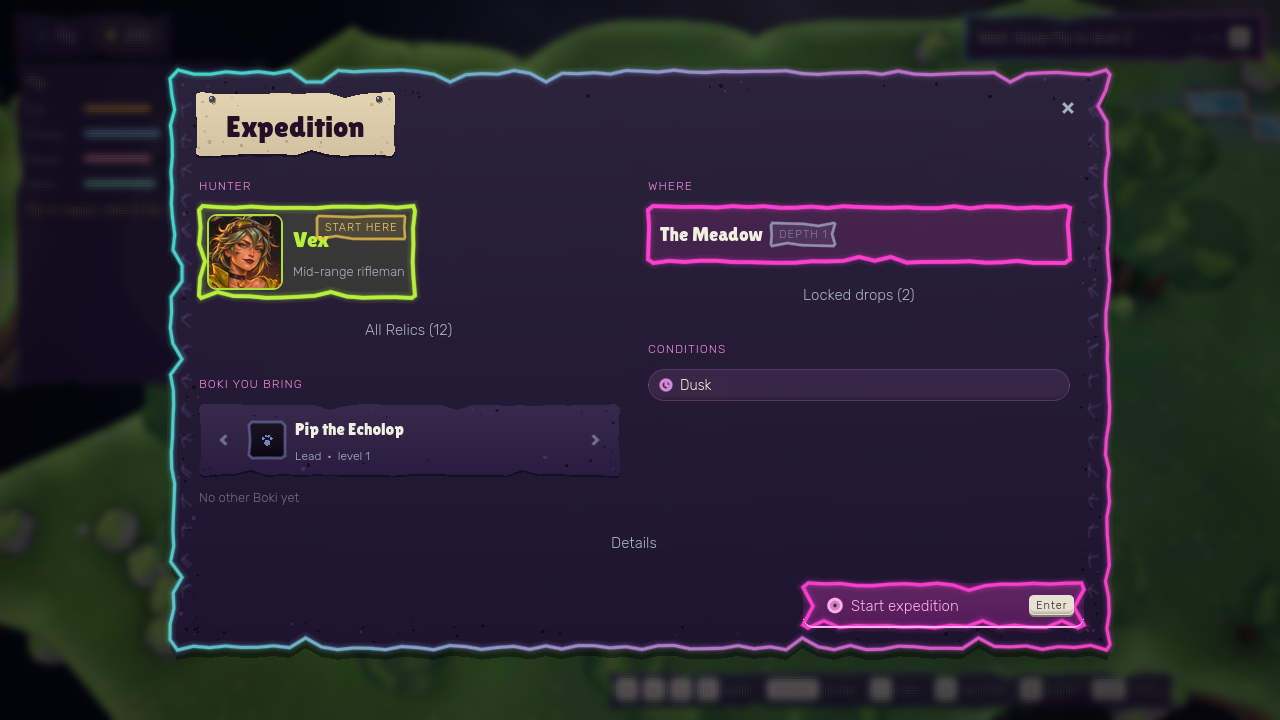 Expedition
HUNTER
START HERE
Vex
Mid-range rifleman
All Relics (12)
BOKI YOU BRING
Pip the Echolop
Lead • level 1
No other Boki yet
WHERE
The Meadow
DEPTH 1
Locked drops (2)
CONDITIONS
Dusk
Details
Start expedition
Enter